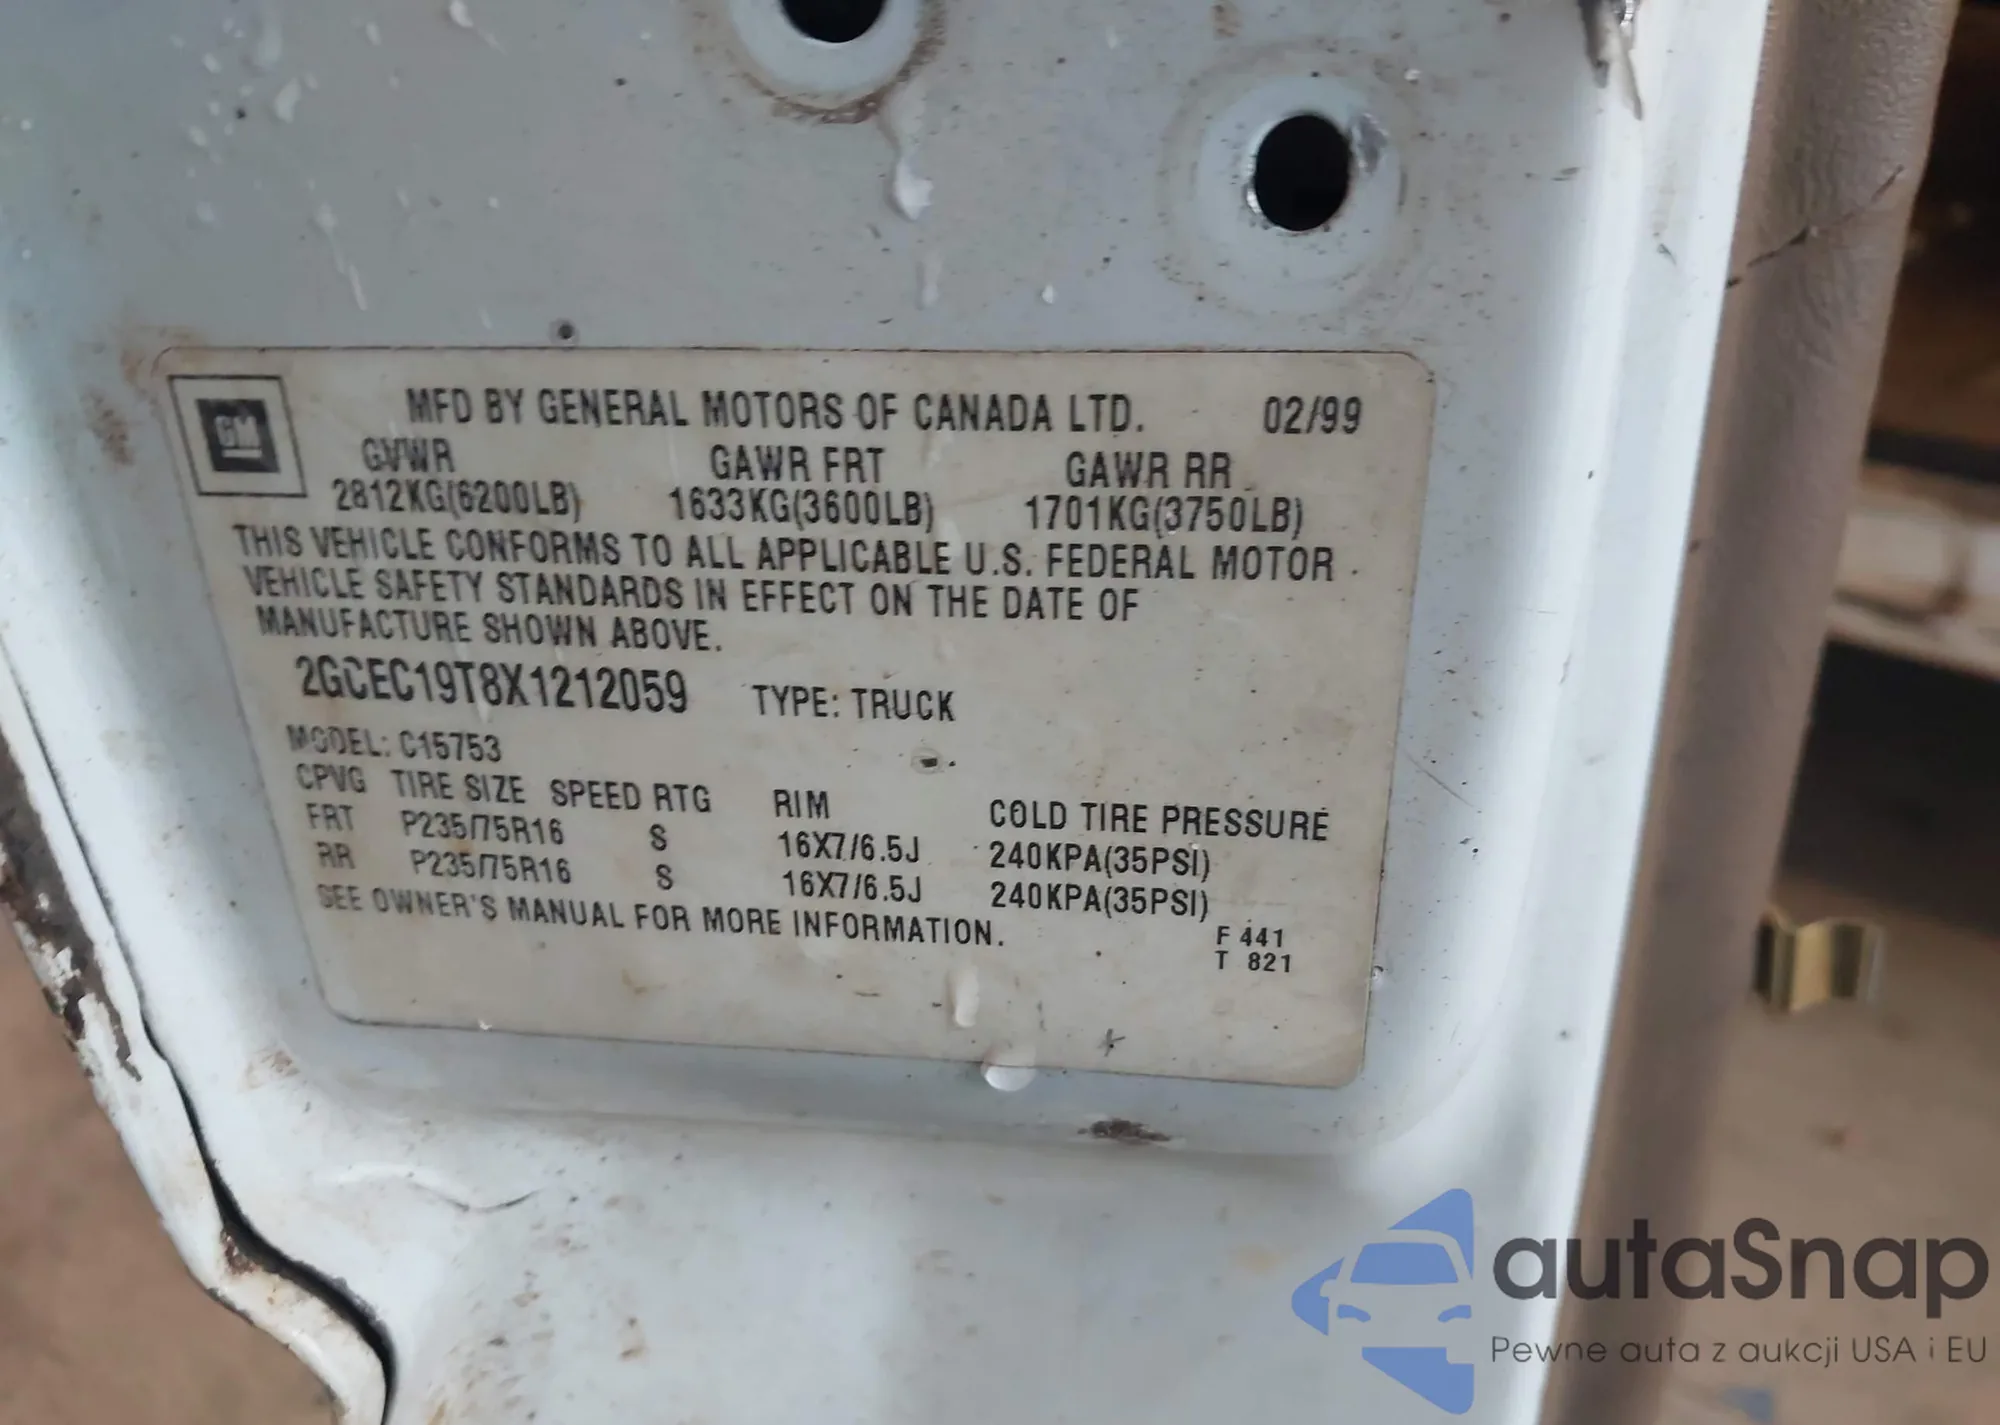 GM
MFD BY GENERAL MOTORS OF CANADA LTD. 02/99
GVWR GAWR FRT GAWR RR
2812KG(6200LB) 1633KG(3600LB) 1701KG(3750LB)
THIS VEHICLE CONFORMS TO ALL APPLICABLE U.S. FEDERAL MOTOR
VEHICLE SAFETY STANDARDS IN EFFECT ON THE DATE OF
MANUFACTURE SHOWN ABOVE.
2GCEC19T8X1212059 TYPE: TRUCK
MODEL: C15753
CPVG TIRE SIZE SPEED RTG RIM COLD TIRE PRESSURE
FRT P235/75R16 S 16X7/6.5J 240KPA(35PSI)
RR P235/75R16 S 16X7/6.5J 240KPA(35PSI)
SEE OWNER'S MANUAL FOR MORE INFORMATION.
F 441
T 821
autaSnap
Pewne auta z aukcji USA i EU